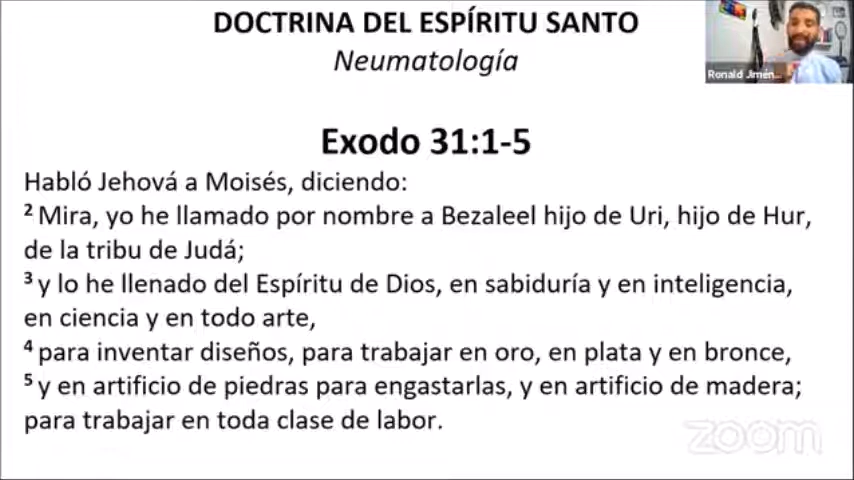 DOCTRINA DEL ESPÍRITU SANTO
Neumatología
Ronald Jimén...
Exodo 31:1-5
Habló Jehová a Moisés, diciendo:
2 Mira, yo he llamado por nombre a Bezaleel hijo de Uri, hijo de Hur,
de la tribu de Judá;
3 y lo he llenado del Espíritu de Dios, en sabiduría y en inteligencia,
en ciencia y en todo arte,
4 para inventar diseños, para trabajar en oro, en plata y en bronce,
5 y en artificio de piedras para engastarlas, y en artificio de madera;
para trabajar en toda clase de labor.
zoom